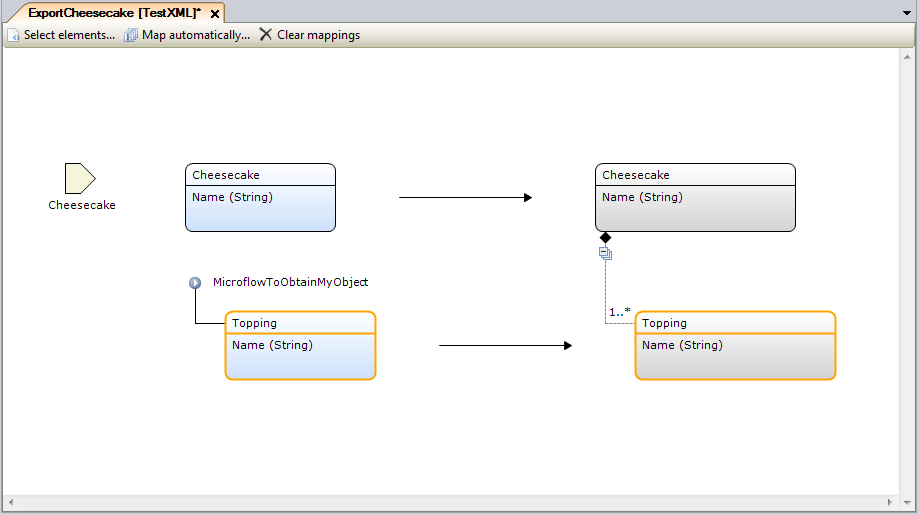 ExportCheesecake [TestXML]*
Select elements... Map automatically... Clear mappings
Cheesecake
Cheesecake
Name (String)
Cheesecake
Name (String)
MicroflowToObtainMyObject
Topping
Name (String)
1..*
Topping
Name (String)